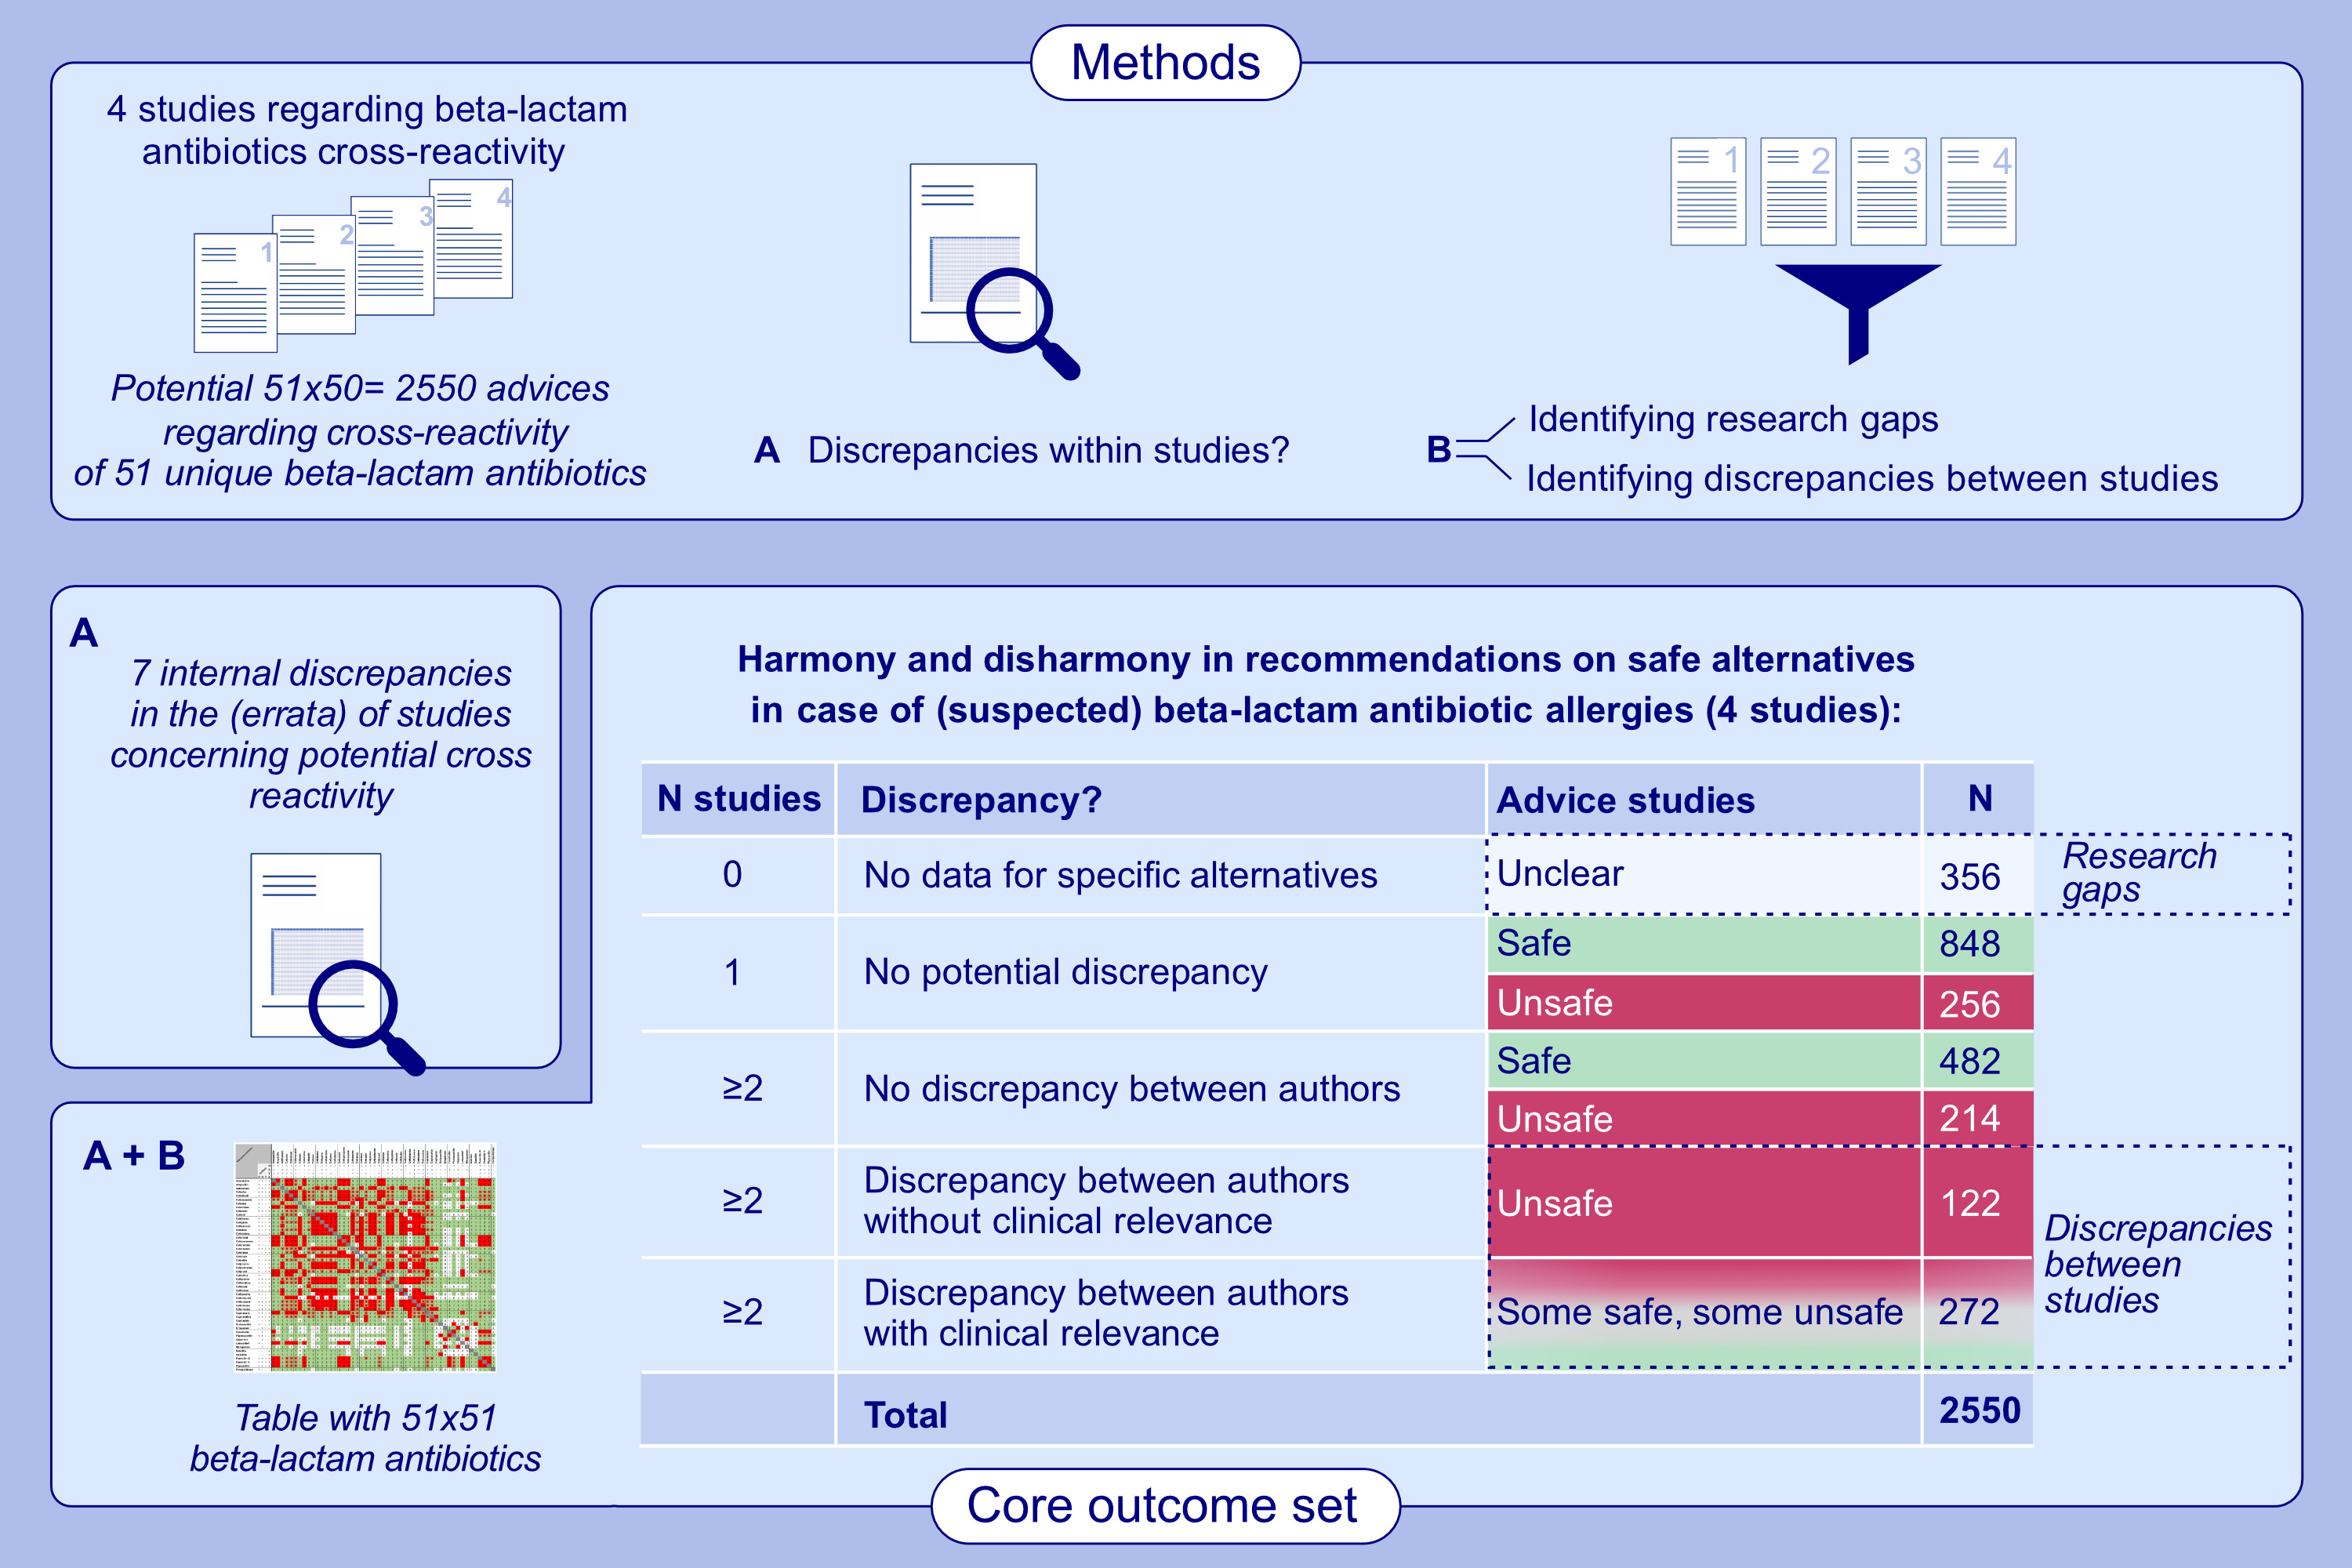 Methods
4 studies regarding beta-lactam
antibiotics cross-reactivity
1
2
3
4
Potential 51x50= 2550 advices
regarding cross-reactivity
of 51 unique beta-lactam antibiotics
A Discrepancies within studies?
1 2 3 4
B
Identifying research gaps
Identifying discrepancies between studies
A
7 internal discrepancies
in the (errata) of studies
concerning potential cross
reactivity
A + B
Table with 51x51
beta-lactam antibiotics
Harmony and disharmony in recommendations on safe alternatives
in case of (suspected) beta-lactam antibiotic allergies (4 studies):
N studies Discrepancy? Advice studies N
0 No data for specific alternatives Unclear 356
Research
gaps
1 No potential discrepancy
Safe 848
Unsafe 256
≥2 No discrepancy between authors
Safe 482
Unsafe 214
≥2 Discrepancy between authors
without clinical relevance
Unsafe 122
≥2 Discrepancy between authors
with clinical relevance
Some safe, some unsafe 272
Discrepancies
between
studies
Total 2550
Core outcome set